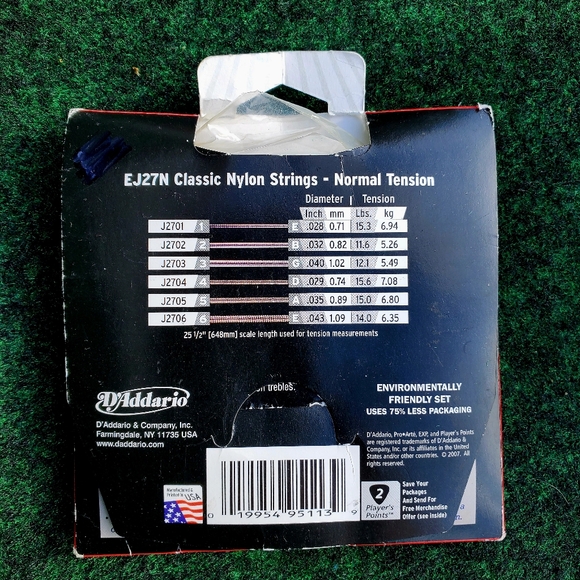 EJ27N Classic Nylon Strings - Normal Tension
Diameter Tension
Inch mm Lbs. kg
J2701 1 E .028 0.71 15.3 6.94
J2702 2 B .032 0.82 11.6 5.26
J2703 3 G .040 1.02 12.1 5.49
J2704 4 D .029 0.74 15.6 7.08
J2705 5 A .035 0.89 15.0 6.80
J2706 6 E .043 1.09 14.0 6.35
25 1/2" [648mm] scale length used for tension measurements
trebles.
D'Addario
D'Addario & Company, Inc.
Farmingdale, NY 11735 USA
www.daddario.com
ENVIRONMENTALLY
FRIENDLY SET
USES 75% LESS PACKAGING
D'Addario, Pro•Arté, EXP, and Player's Points
are registered trademarks of D'Addario &
Company, Inc. or its affiliates in the United
States and/or other countries. © 2007. All
rights reserved.
Manufactured &
Printed in USA
0 19954 95113 9
2
Player's
Points
Save Your
Packages
And Send For
Free Merchandise
Offer (see Inside)